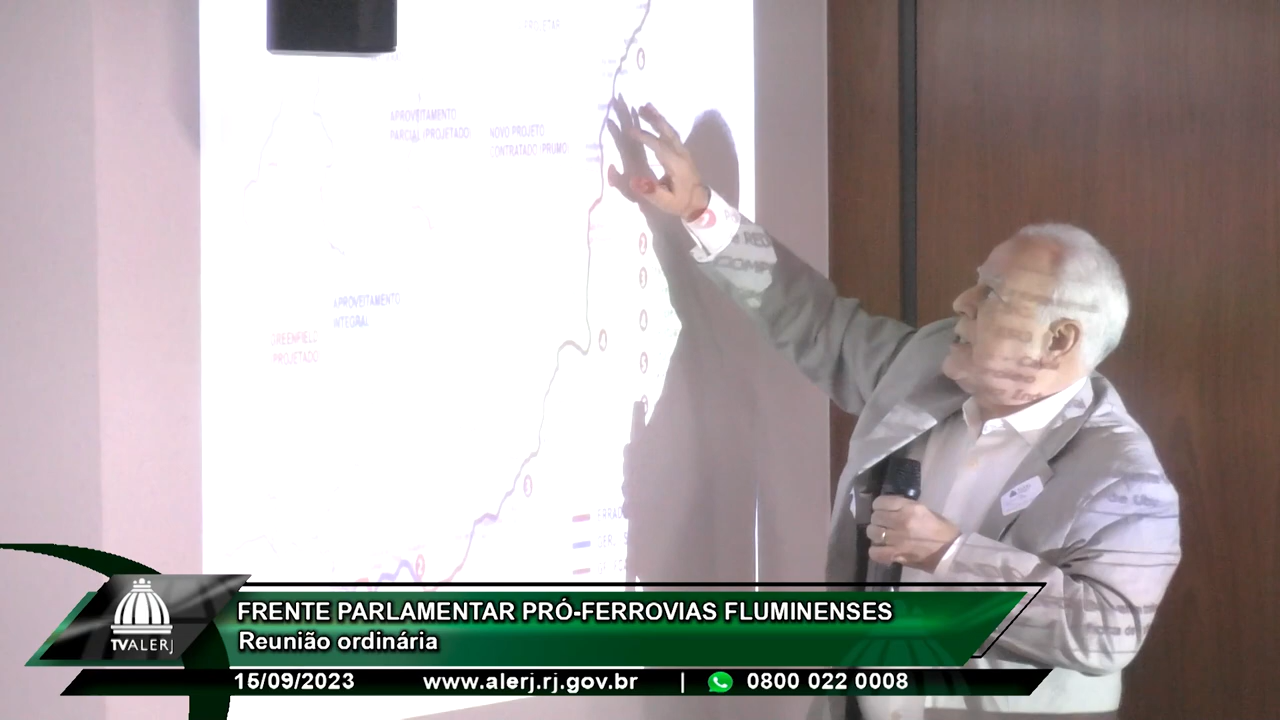 PROJETAR
APROVEITAMENTO
PARCIAL (PROJETADO)
NOVO PROJETO
CONTRATADO (PRUMO)
APROVEITAMENTO
INTEGRAL
GREENFIELD
PROJETADO
FRENTE PARLAMENTAR PRÓ-FERROVIAS FLUMINENSES
Reunião ordinária
TVALERJ
15/09/2023 www.alerj.rj.gov.br | 0800 022 0008